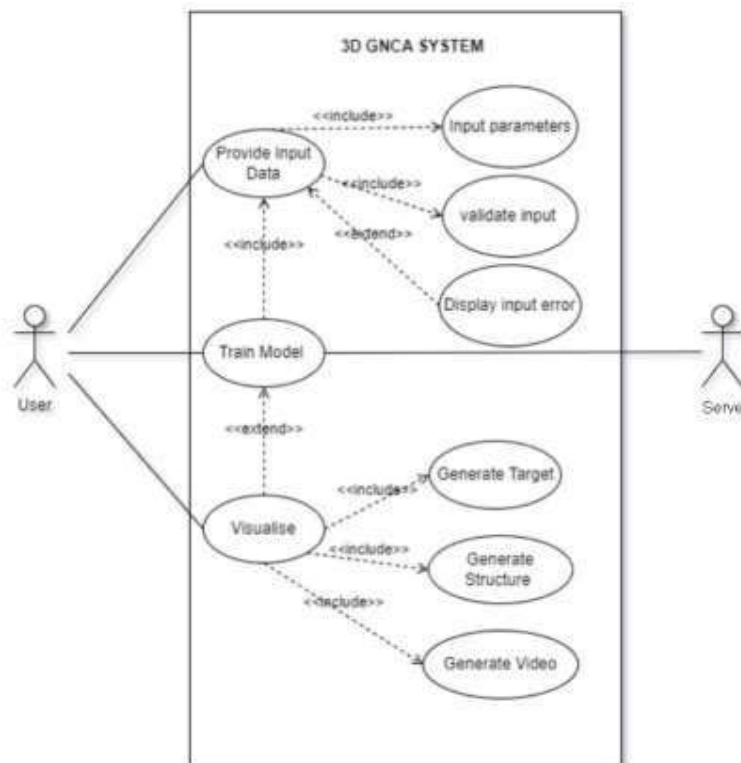 3D GNCA SYSTEM
<<include>>
Input parameters
Provide Input
Data
<<include>>
validate input
<<extend>>
<<include>>
Display input error
Train Model
User
Server
<<extend>>
Generate Target
<<include>>
Visualise
<<include>>
Generate
Structure
<<Include>>
Generate Video